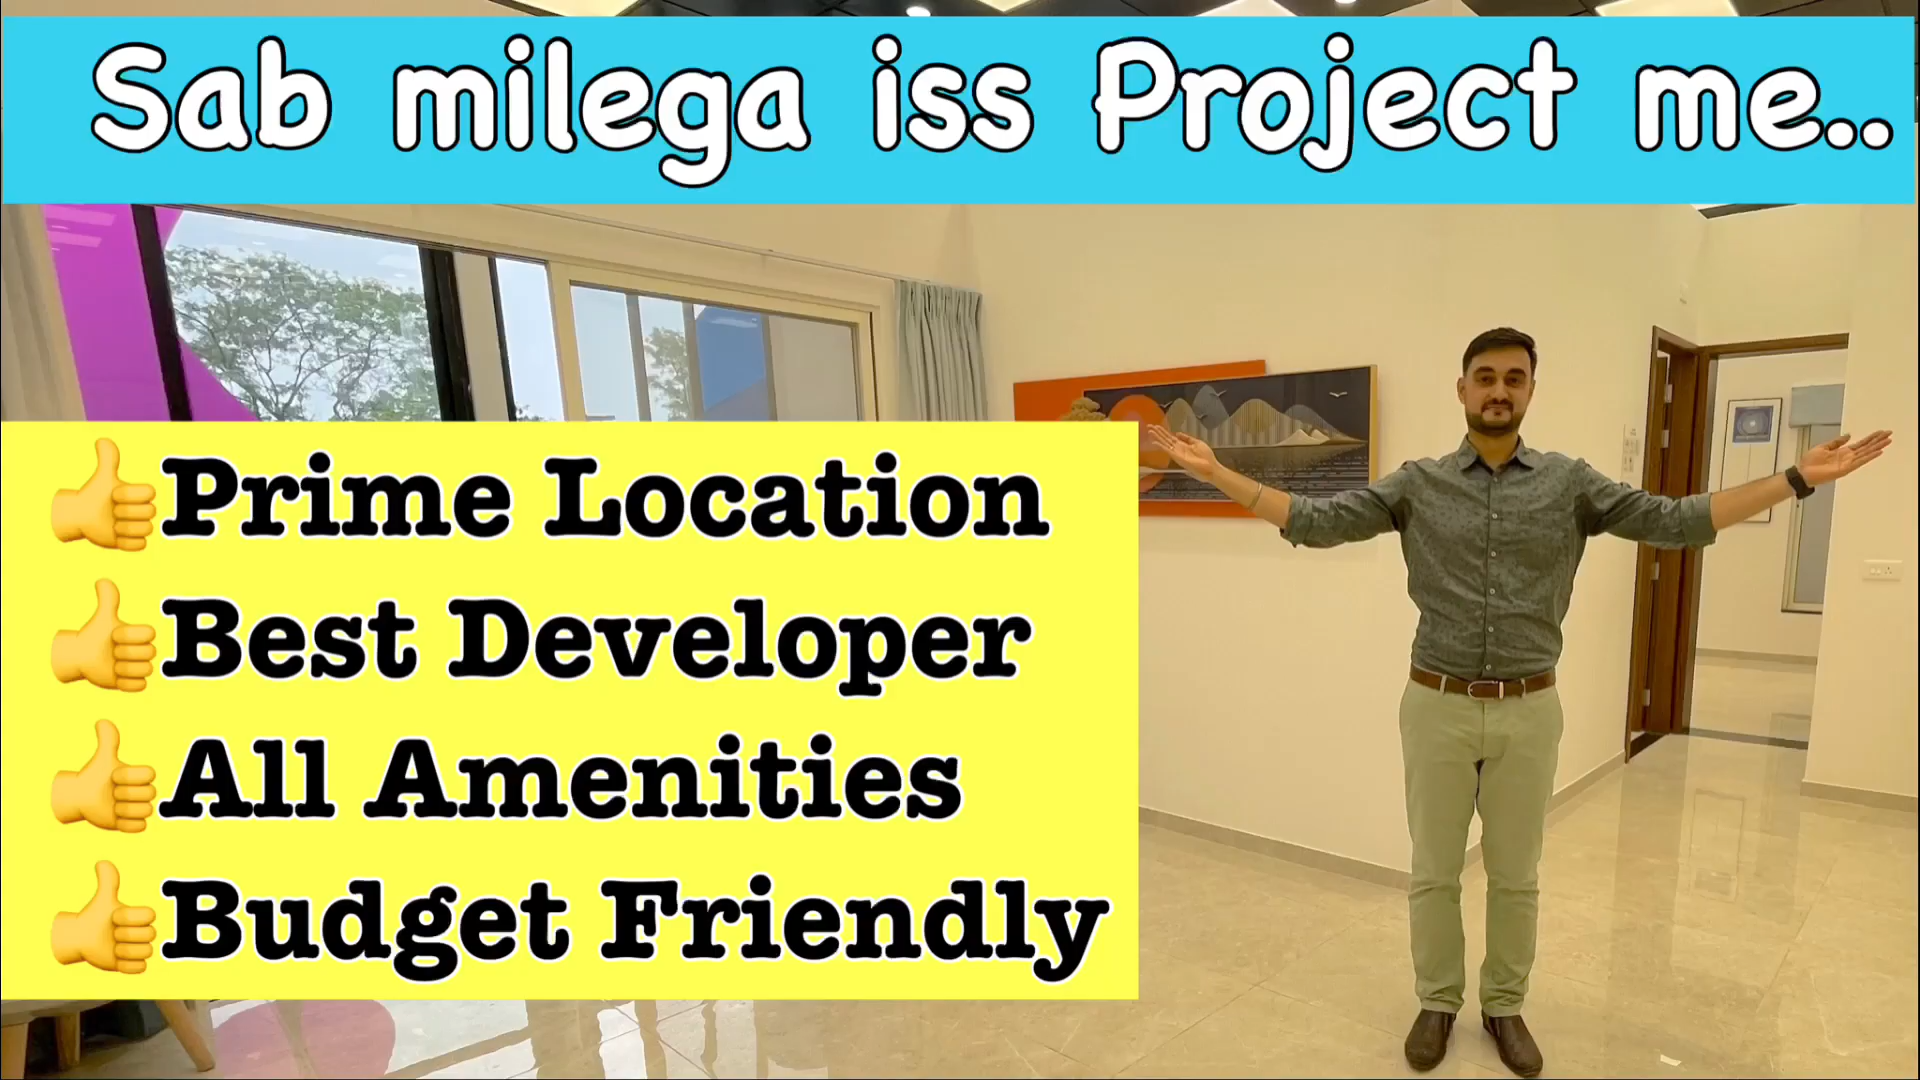 Sab milega iss Project me..
👍Prime Location
👍Best Developer
👍All Amenities
👍Budget Friendly